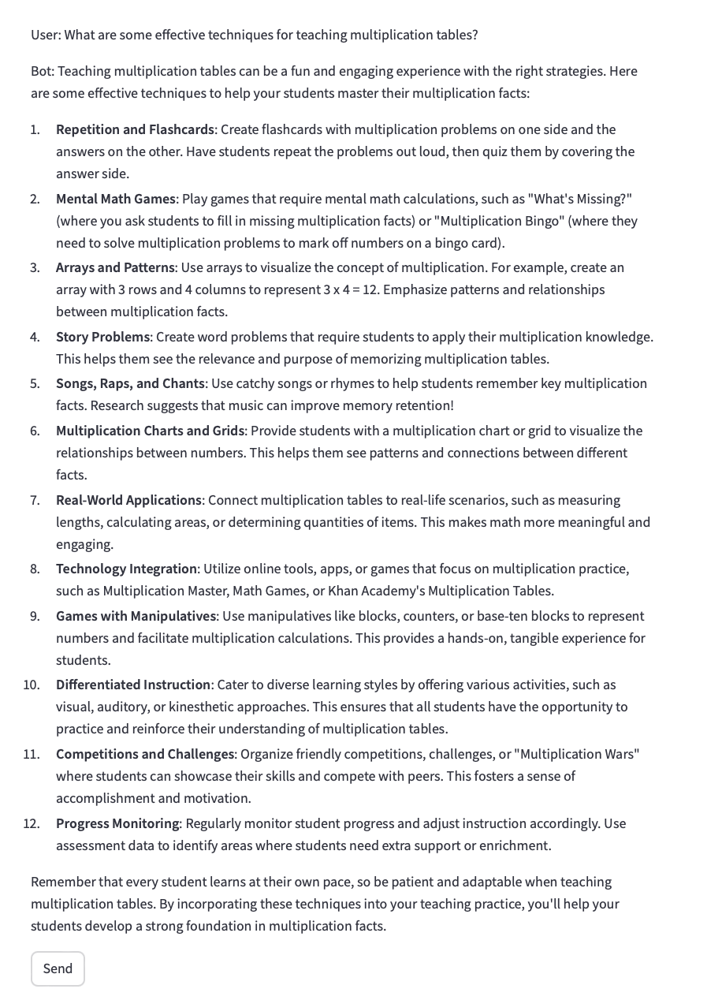 User: What are some effective techniques for teaching multiplication tables?
Bot: Teaching multiplication tables can be a fun and engaging experience with the right strategies. Here
are some effective techniques to help your students master their multiplication facts:
1. Repetition and Flashcards: Create flashcards with multiplication problems on one side and the
answers on the other. Have students repeat the problems out loud, then quiz them by covering the
answer side.
2. Mental Math Games: Play games that require mental math calculations, such as "What's Missing?"
(where you ask students to fill in missing multiplication facts) or "Multiplication Bingo" (where they
need to solve multiplication problems to mark off numbers on a bingo card).
3. Arrays and Patterns: Use arrays to visualize the concept of multiplication. For example, create an
array with 3 rows and 4 columns to represent 3 x 4 = 12. Emphasize patterns and relationships
between multiplication facts.
4. Story Problems: Create word problems that require students to apply their multiplication knowledge.
This helps them see the relevance and purpose of memorizing multiplication tables.
5. Songs, Raps, and Chants: Use catchy songs or rhymes to help students remember key multiplication
facts. Research suggests that music can improve memory retention!
6. Multiplication Charts and Grids: Provide students with a multiplication chart or grid to visualize the
relationships between numbers. This helps them see patterns and connections between different
facts.
7. Real-World Applications: Connect multiplication tables to real-life scenarios, such as measuring
lengths, calculating areas, or determining quantities of items. This makes math more meaningful and
engaging.
8. Technology Integration: Utilize online tools, apps, or games that focus on multiplication practice,
such as Multiplication Master, Math Games, or Khan Academy's Multiplication Tables.
9. Games with Manipulatives: Use manipulatives like blocks, counters, or base-ten blocks to represent
numbers and facilitate multiplication calculations. This provides a hands-on, tangible experience for
students.
10. Differentiated Instruction: Cater to diverse learning styles by offering various activities, such as
visual, auditory, or kinesthetic approaches. This ensures that all students have the opportunity to
practice and reinforce their understanding of multiplication tables.
11. Competitions and Challenges: Organize friendly competitions, challenges, or "Multiplication Wars"
where students can showcase their skills and compete with peers. This fosters a sense of
accomplishment and motivation.
12. Progress Monitoring: Regularly monitor student progress and adjust instruction accordingly. Use
assessment data to identify areas where students need extra support or enrichment.
Remember that every student learns at their own pace, so be patient and adaptable when teaching
multiplication tables. By incorporating these techniques into your teaching practice, you'll help your
students develop a strong foundation in multiplication facts.
Send